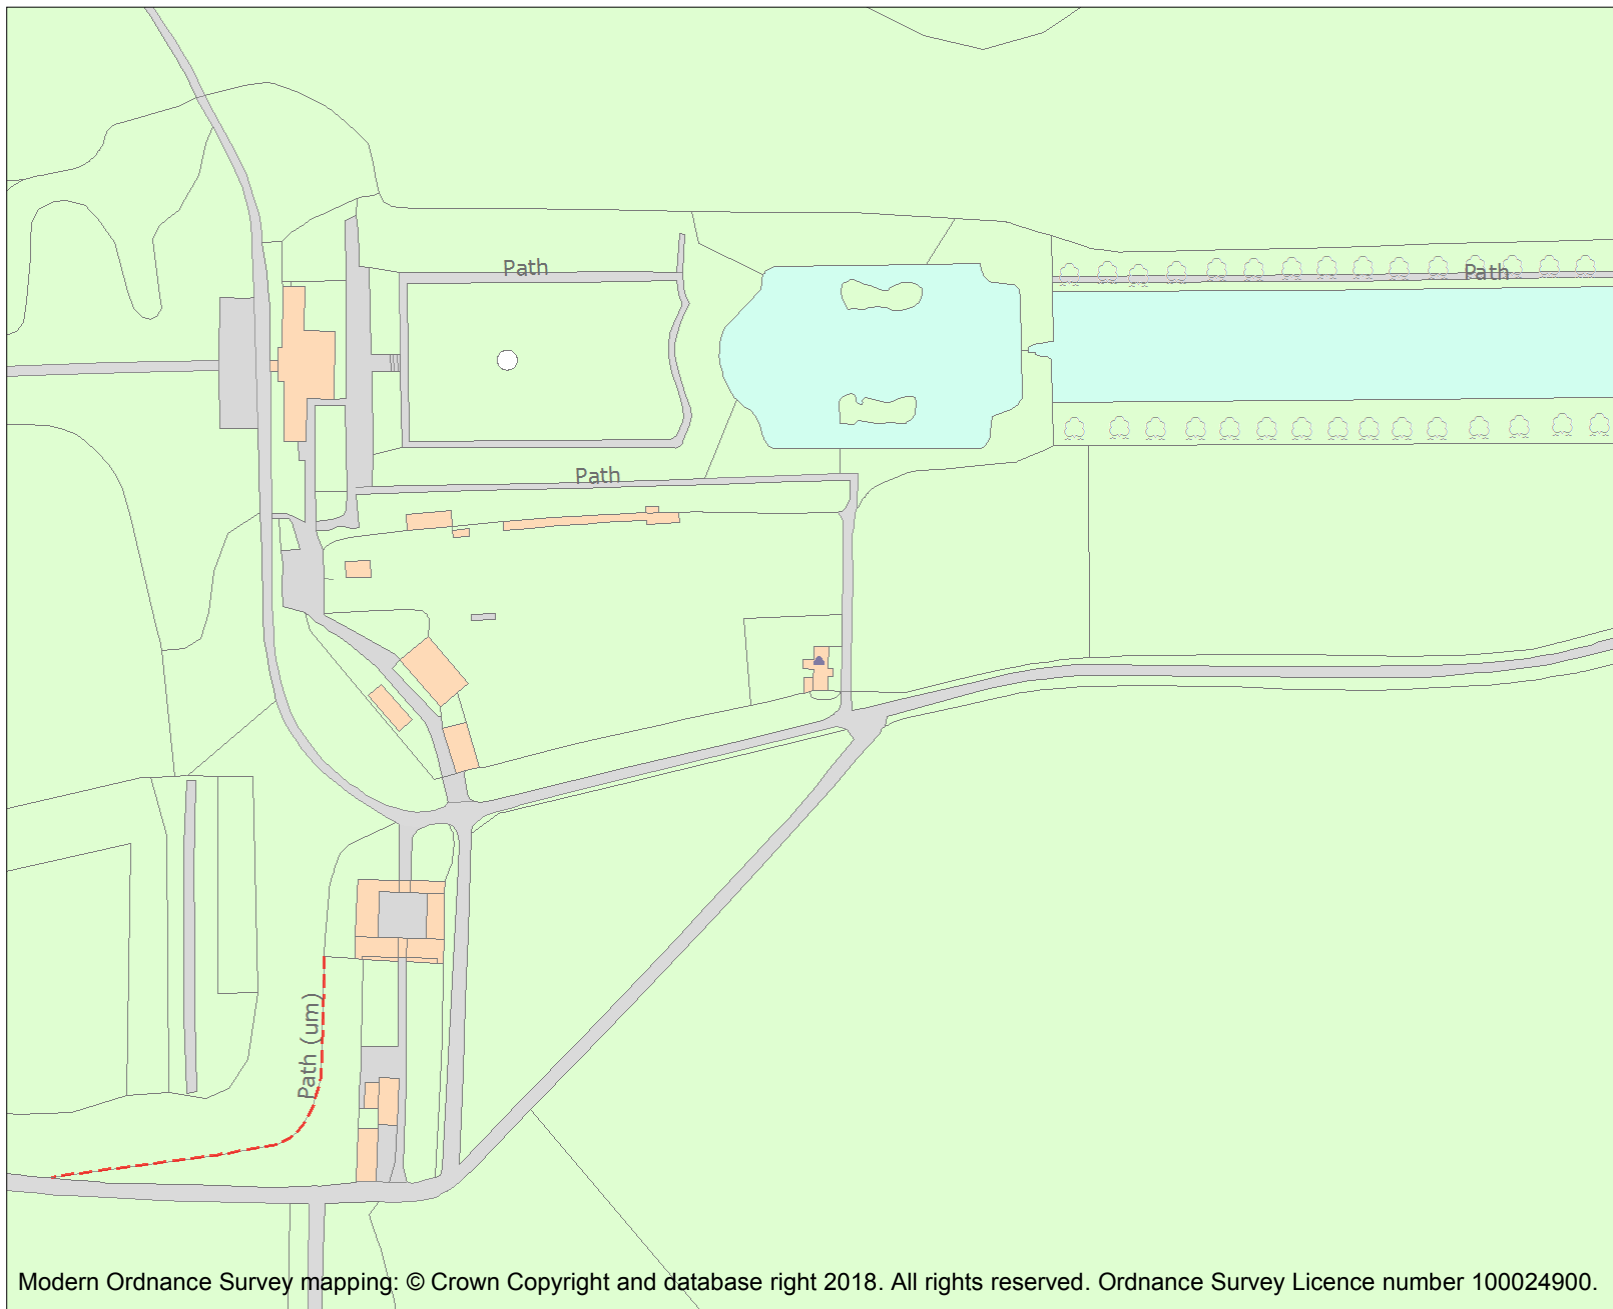 Path
Path
Path
Path (um)
Modern Ordnance Survey mapping: © Crown Copyright and database right 2018. All rights reserved. Ordnance Survey Licence number 100024900.